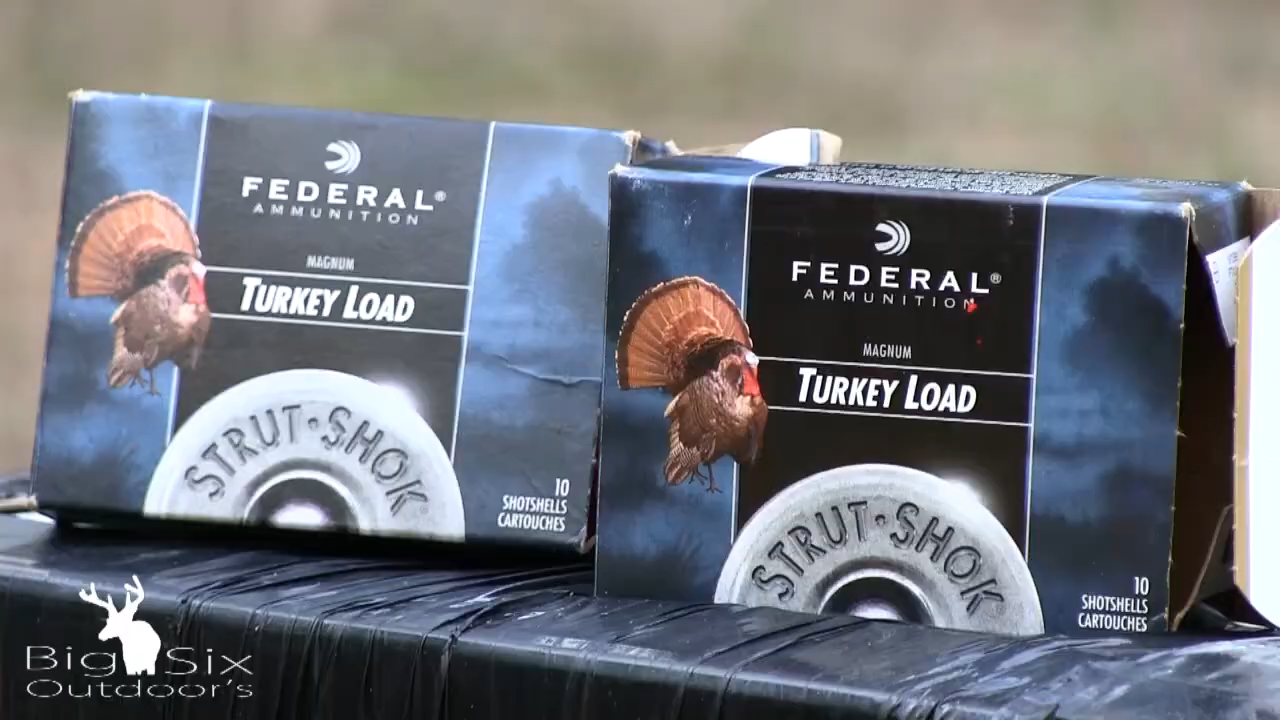 FEDERAL®
AMMUNITION
MAGNUM
TURKEY LOAD
STRUT·SHOK
10
SHOTSHELLS
CARTOUCHES
FEDERAL®
AMMUNITION
MAGNUM
TURKEY LOAD
STRUT·SHOK
10
SHOTSHELLS
CARTOUCHES
Big Six
Outdoor's